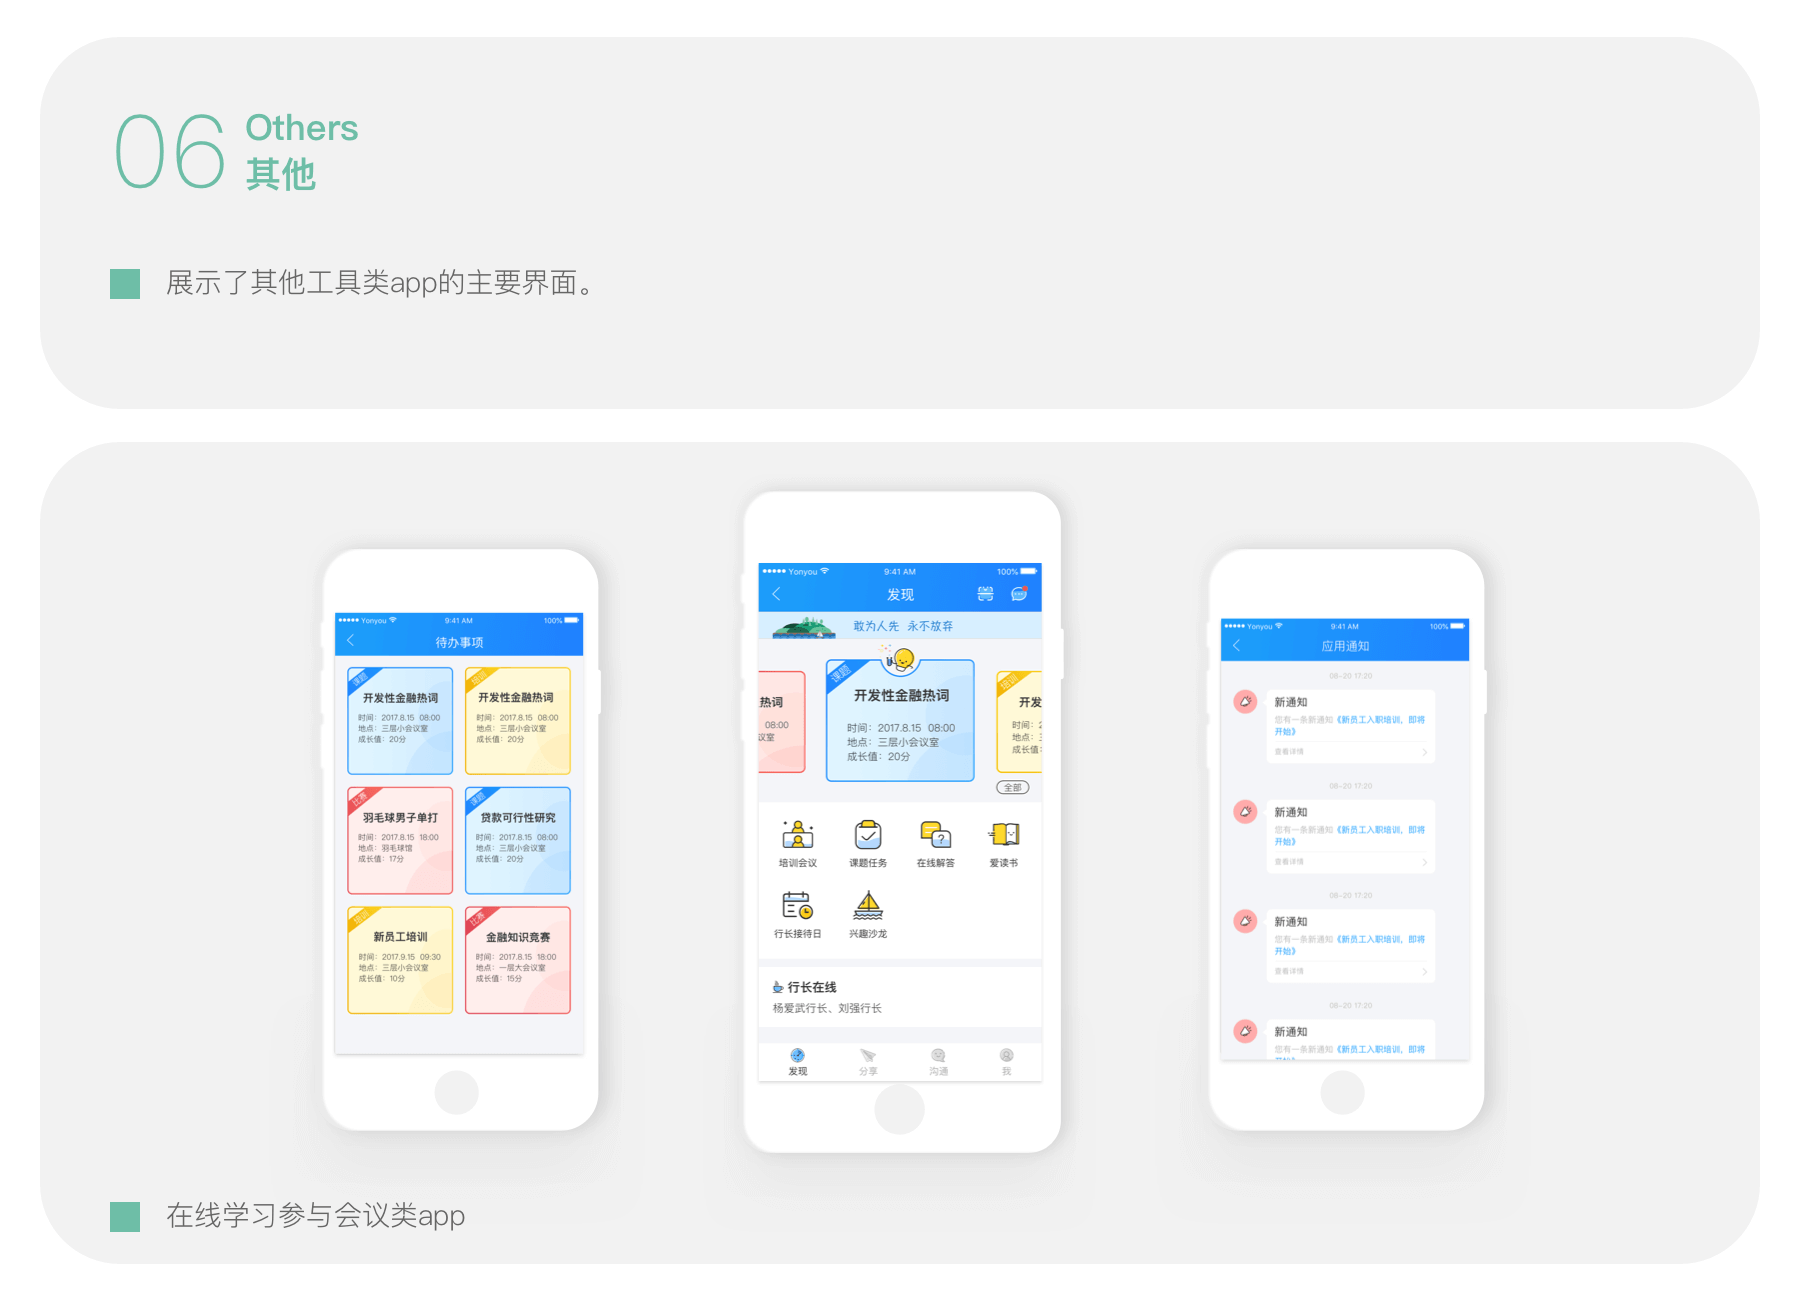 06
Others
其他
展示了其他工具类app的主要界面。
Yonyou
9:41 AM
100%
待办事项
课题
开发性金融热词
时间：2017.8.15 08:00
地点：三层小会议室
成长值：20分
培训
开发性金融热词
时间：2017.8.15 08:00
地点：三层小会议室
成长值：20分
比赛
羽毛球男子单打
时间：2017.8.15 18:00
地点：羽毛球馆
成长值：17分
课题
贷款可行性研究
时间：2017.8.15 08:00
地点：三层小会议室
成长值：20分
培训
新员工培训
时间：2017.9.15 09:30
地点：三层小会议室
成长值：10分
比赛
金融知识竞赛
时间：2017.8.15 18:00
地点：一层大会议室
成长值：15分
Yonyou
9:41 AM
100%
发现
敢为人先 永不放弃
热词
08:00
议室
课题
开发性金融热词
时间：2017.8.15 08:00
地点：三层小会议室
成长值：20分
培训
开发
时间：2
地点：三
成长值：
全部
培训会议
课题任务
在线解答
爱读书
行长接待日
兴趣沙龙
行长在线
杨爱武行长、刘强行长
发现
分享
沟通
我
Yonyou
9:41 AM
100%
应用通知
08-20 17:20
新通知
您有一条新通知《新员工入职培训，即将
开始》
查看详情
08-20 17:20
新通知
您有一条新通知《新员工入职培训，即将
开始》
查看详情
08-20 17:20
新通知
您有一条新通知《新员工入职培训，即将
开始》
查看详情
08-20 17:20
新通知
您有一条新通知《新员工入职培训，即将
在线学习参与会议类app